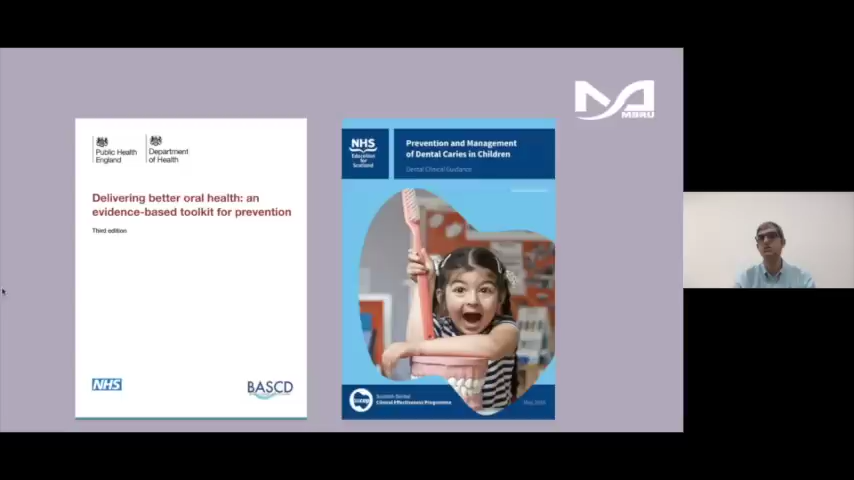 MBRU
Public Health
England
Department
of Health
Delivering better oral health: an
evidence-based toolkit for prevention
Third edition
NHS
BASCD
NHS
Education
for
Scotland
Prevention and Management
of Dental Caries in Children
Dental Clinical Guidance
Scottish Dental
Clinical Effectiveness Programme
May 2018